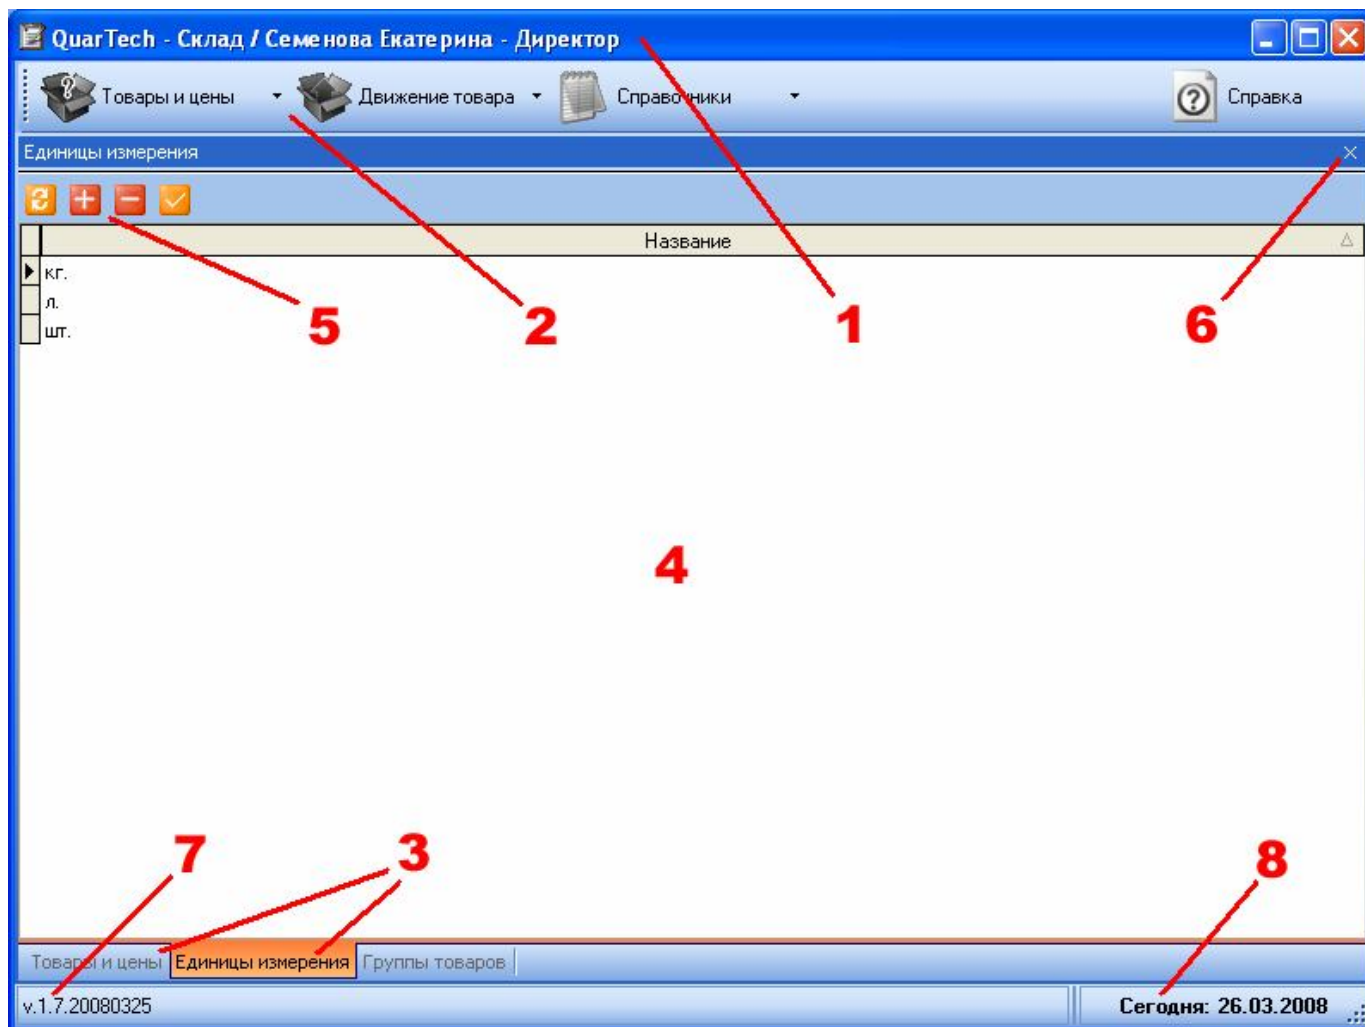 QuarTech - Склад / Семенова Екатерина - Директор
Товары и цены Движение товара Справочники Справка
Единицы измерения
Название
кг.
л.
шт.
5 2 1 6
4
7 3 8
Товары и цены Единицы измерения Группы товаров
v.1.7.20080325 Сегодня: 26.03.2008